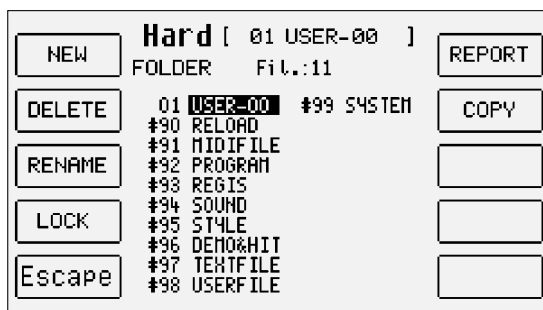 Hard [ 01 USER-00 ]
FOLDER Fil.:11
NEW
DELETE
RENAME
LOCK
Escape
01 USER-00 #99 SYSTEM
#90 RELOAD
#91 MIDIFILE
#92 PROGRAM
#93 REGIS
#94 SOUND
#95 STYLE
#96 DEMO&HIT
#97 TEXTFILE
#98 USERFILE
REPORT
COPY